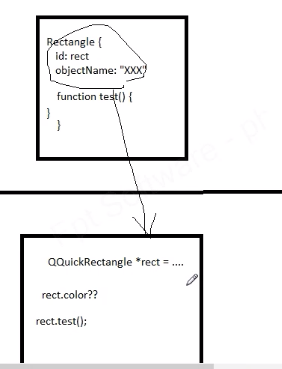 Rectangle {
id: rect
objectName: "XXX"
function test() {
}
}
QQuickRectangle *rect = ....
rect.color??
rect.test();